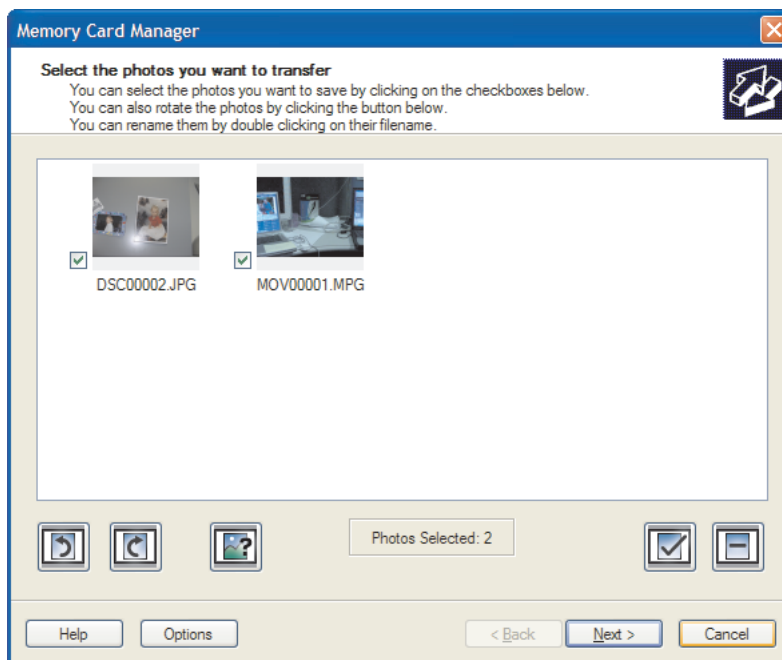 Memory Card Manager
Select the photos you want to transfer
You can select the photos you want to save by clicking on the checkboxes below.
You can also rotate the photos by clicking the button below.
You can rename them by double clicking on their filename.
DSC00002.JPG MOV00001.MPG
? Photos Selected: 2
Help Options < Back Next > Cancel